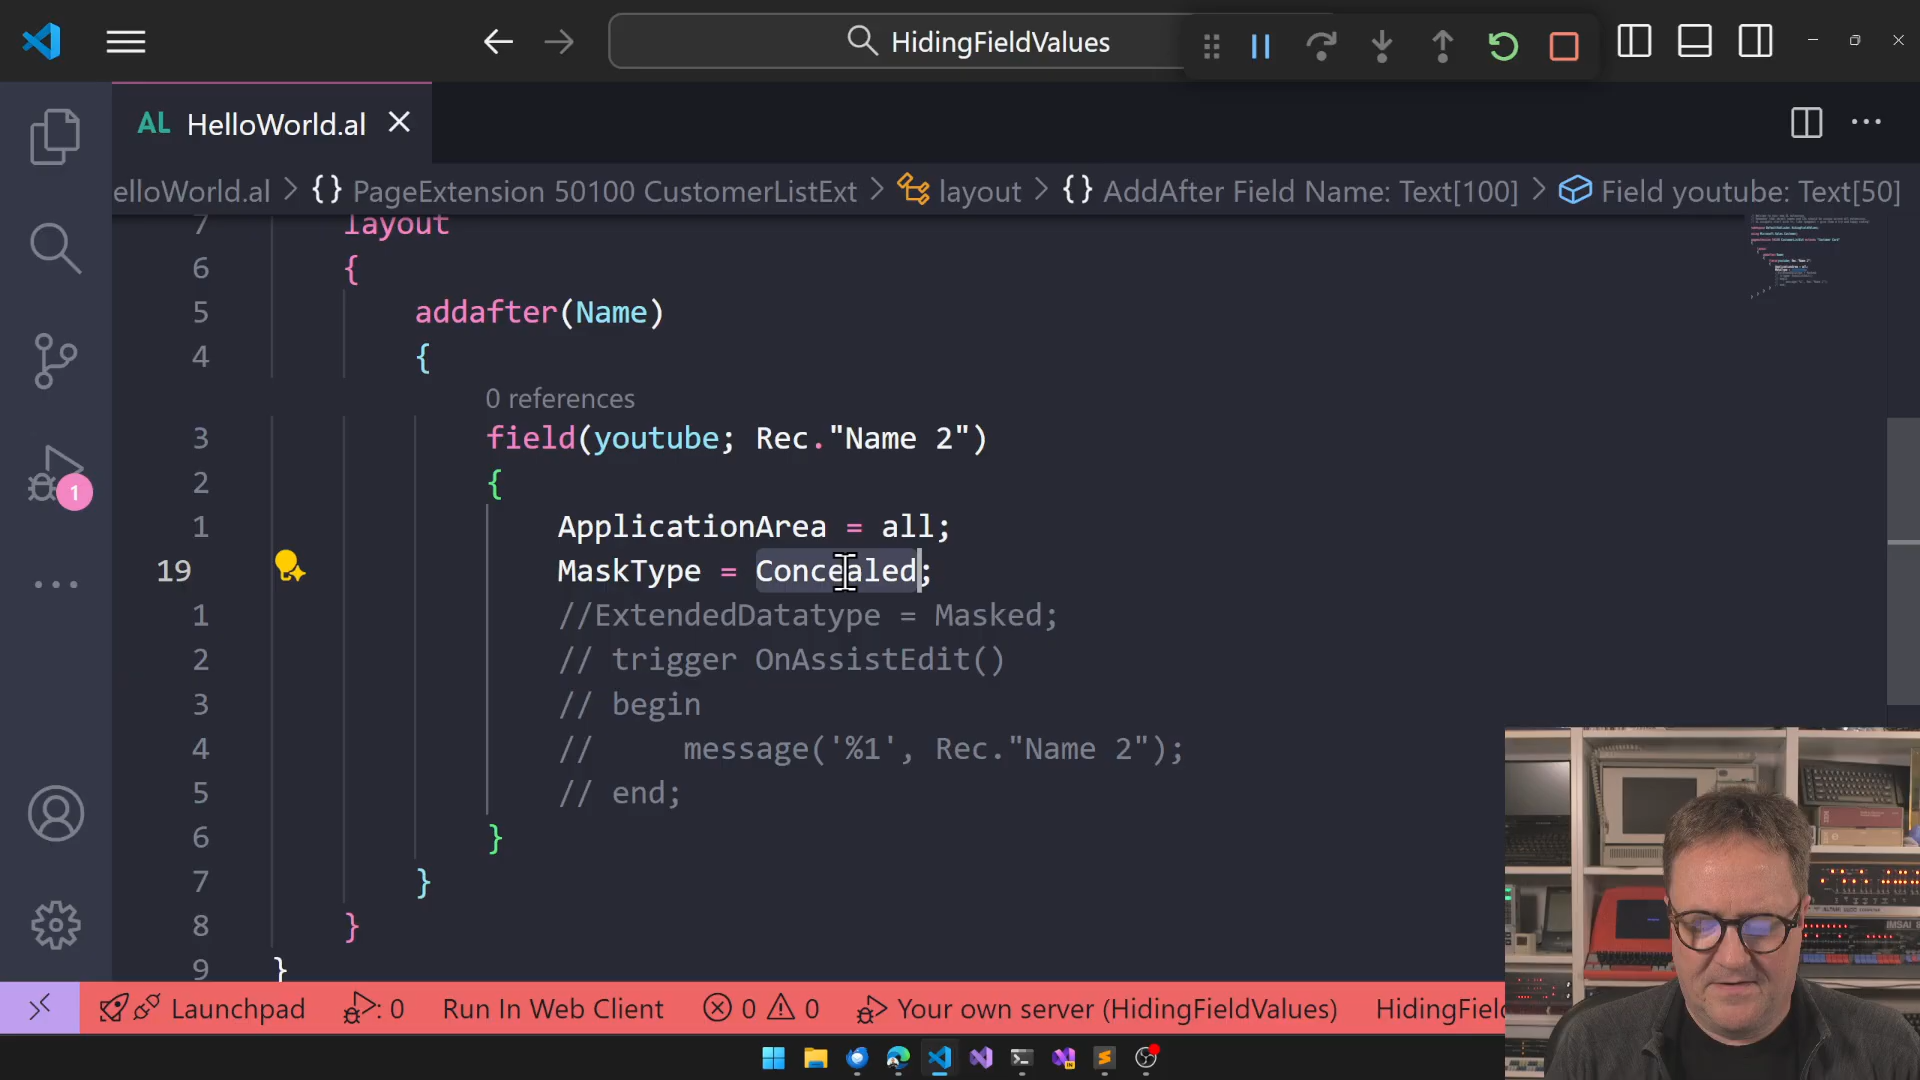 HidingFieldValues
AL HelloWorld.al
elloWorld.al > {} PageExtension 50100 CustomerListExt > layout > {} AddAfter Field Name: Text[100] > Field youtube: Text[50]
7 layout
6 {
5 addafter(Name)
4 {
0 references
3 field(youtube; Rec."Name 2")
2 {
1 ApplicationArea = all;
19 MaskType = Concealed;
1 //ExtendedDatatype = Masked;
2 // trigger OnAssistEdit()
3 // begin
4 // message('%1', Rec."Name 2");
5 // end;
6 }
7 }
8 }
9 }
1
Launchpad : 0 Run In Web Client 0 0 Your own server (HidingFieldValues) HidingField